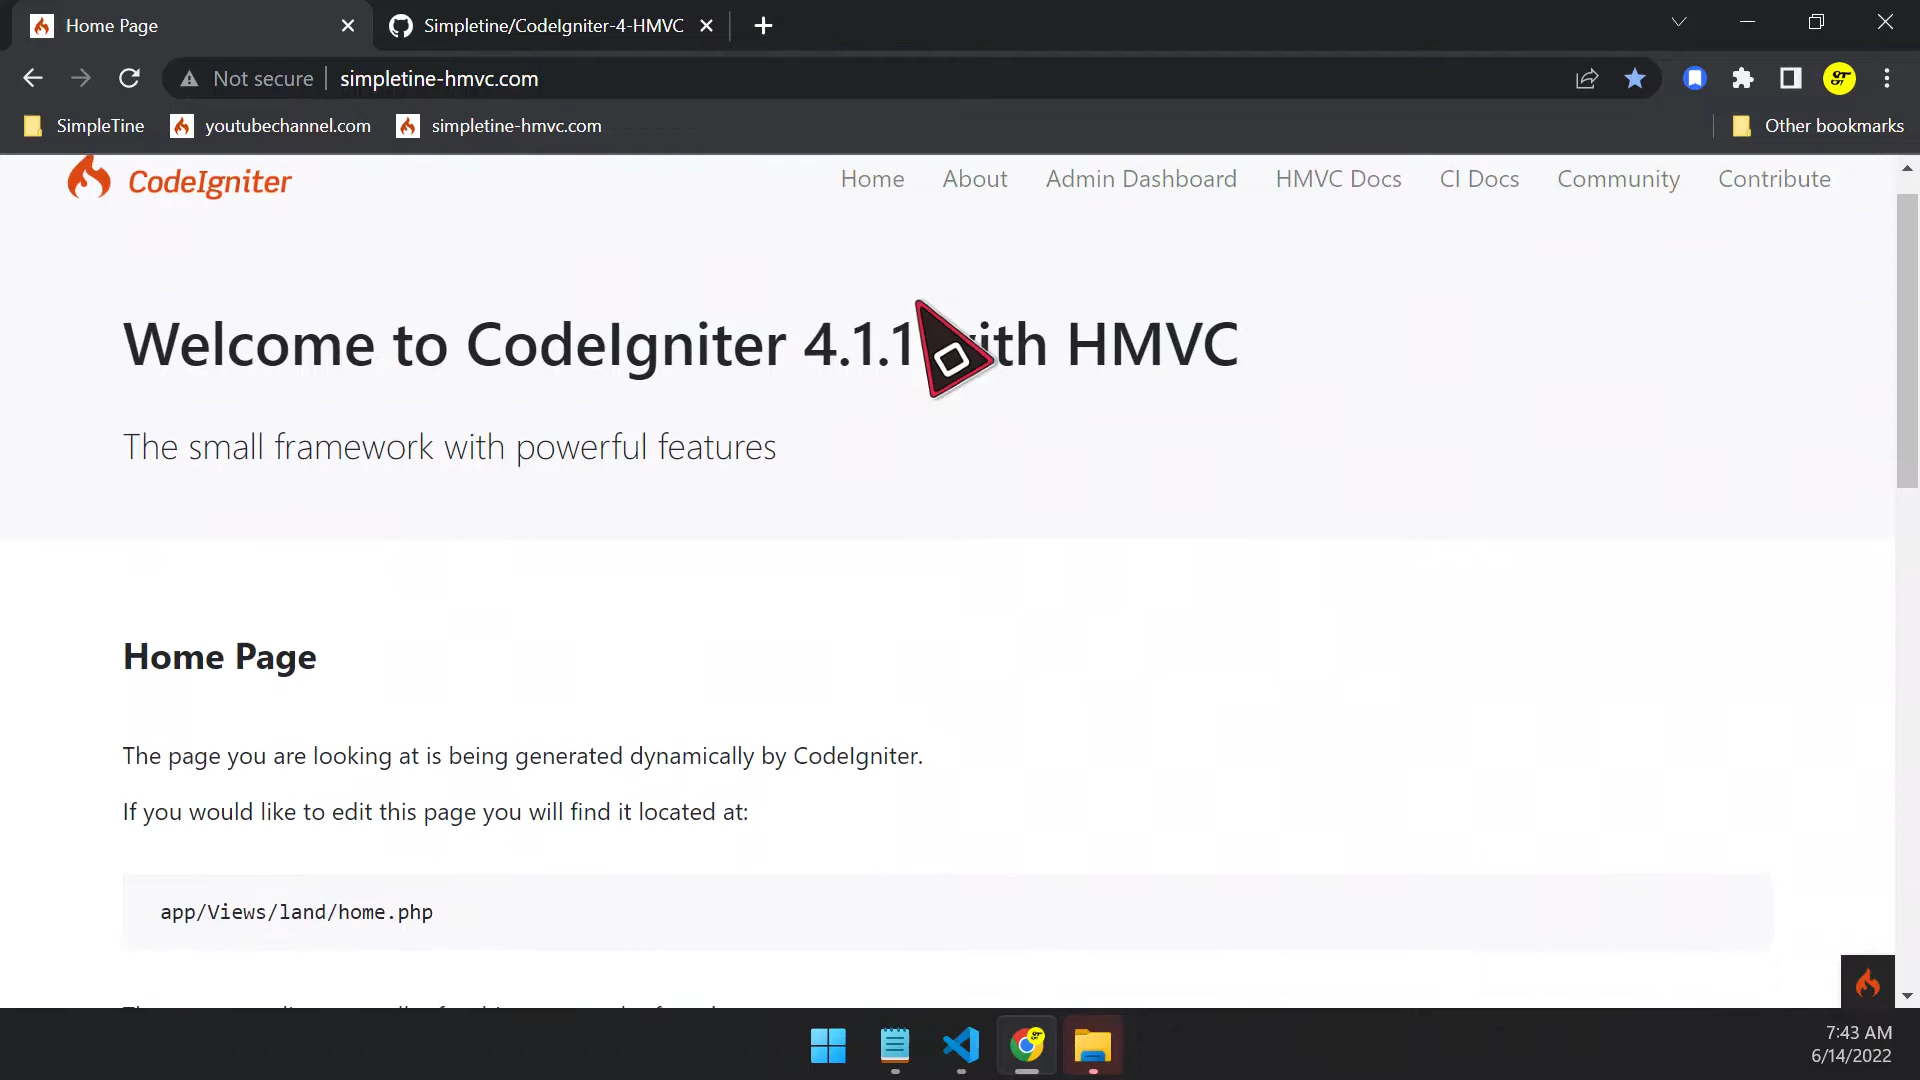 Home Page
Simpletine/CodeIgniter-4-HMVC
Not secure
simpletine-hmvc.com
SimpleTine
youtubechannel.com
simpletine-hmvc.com
Other bookmarks
CodeIgniter
Home
About
Admin Dashboard
HMVC Docs
CI Docs
Community
Contribute
Welcome to CodeIgniter 4.1.1 with HMVC
The small framework with powerful features
Home Page
The page you are looking at is being generated dynamically by CodeIgniter.
If you would like to edit this page you will find it located at:
app/Views/land/home.php
7:43 AM
6/14/2022